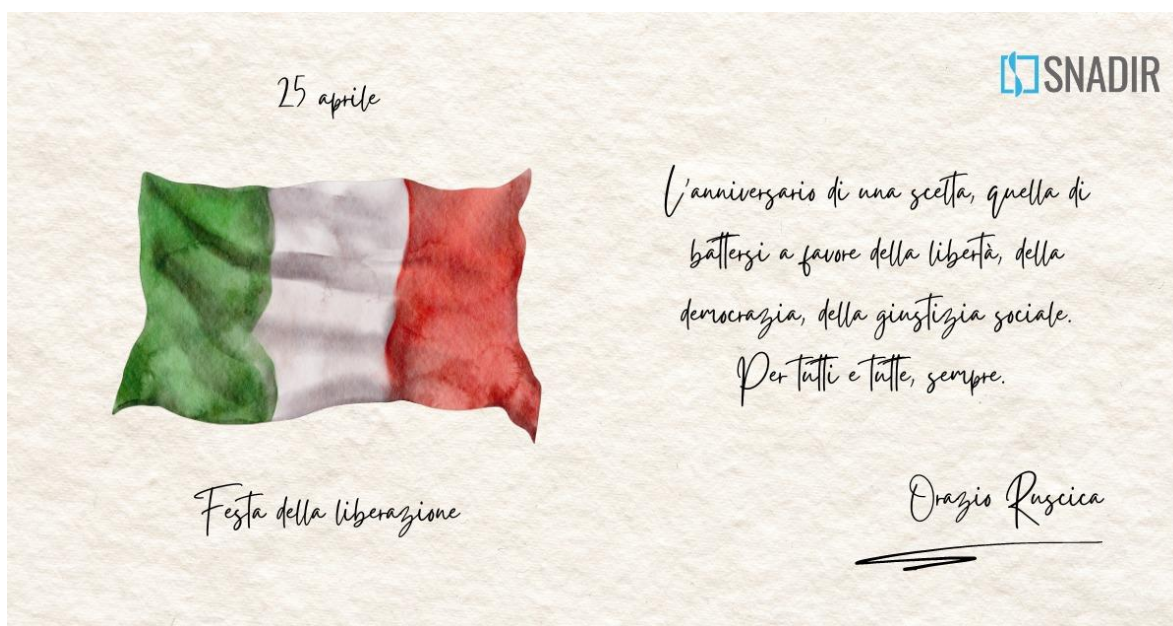 25 aprile
Festa della liberazione
SNADIR
L'anniversario di una scelta, quella di
battersi a favore della libertà, della
democrazia, della giustizia sociale.
Per tutti e tutte, sempre.
Orazio Ruscica